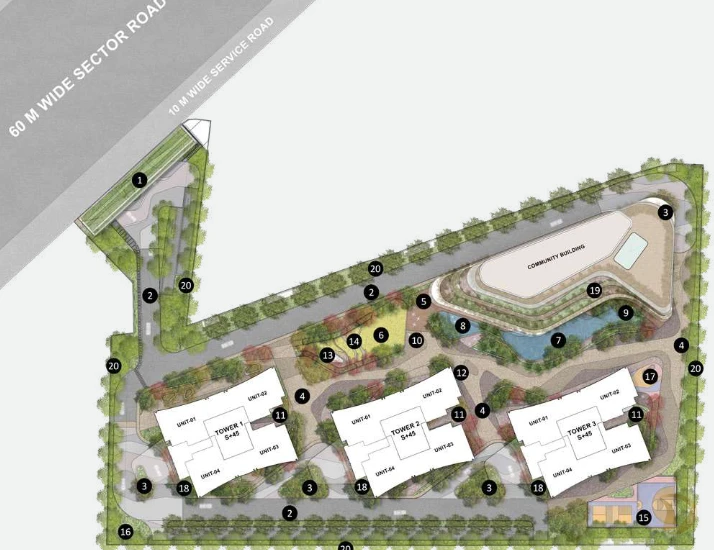 60 M WIDE SECTOR ROAD
10 M WIDE SERVICE ROAD
1
3
COMMUNITY BUILDING
20
20
2
2
19
5
9
8
6
14
10
7
13
4
20
20
12
17
4
11
4
11
11
UNIT-01
UNIT-02
TOWER 1
S+45
UNIT-03
UNIT-04
UNIT-01
UNIT-02
TOWER 2
S+45
UNIT-03
UNIT-04
UNIT-01
UNIT-02
TOWER 3
S+45
UNIT-03
UNIT-04
3
18
3
18
3
18
2
15
16
20